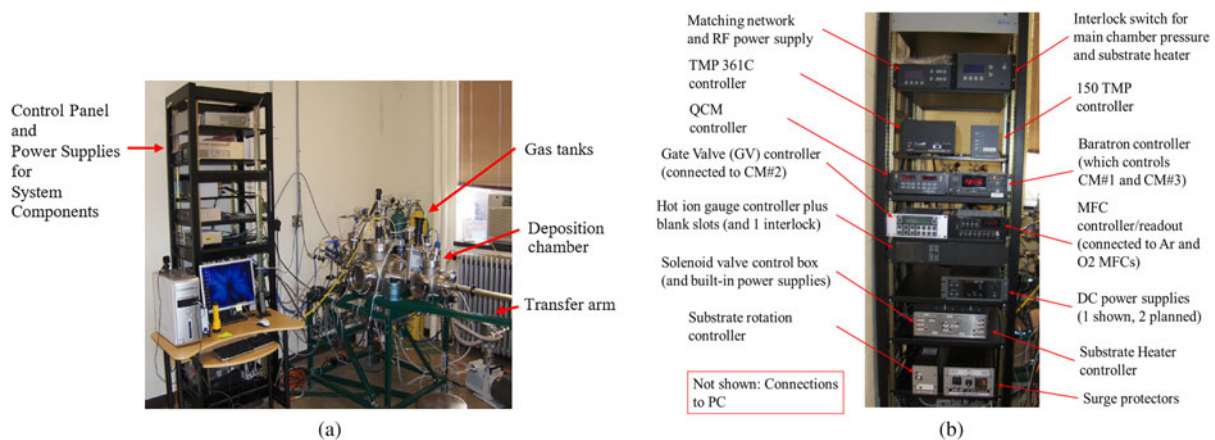 Control Panel
and
Power Supplies
for
System
Components
Gas tanks
Deposition
chamber
Transfer arm
(a)
Matching network
and RF power supply
TMP 361C
controller
QCM
controller
Gate Valve (GV) controller
(connected to CM#2)
Hot ion gauge controller plus
blank slots (and 1 interlock)
Solenoid valve control box
(and built-in power supplies)
Substrate rotation
controller
Not shown: Connections
to PC
Interlock switch for
main chamber pressure
and substrate heater
150 TMP
controller
Baratron controller
(which controls
CM#1 and CM#3)
MFC
controller/readout
(connected to Ar and
O2 MFCs)
DC power supplies
(1 shown, 2 planned)
Substrate Heater
controller
Surge protectors
(b)